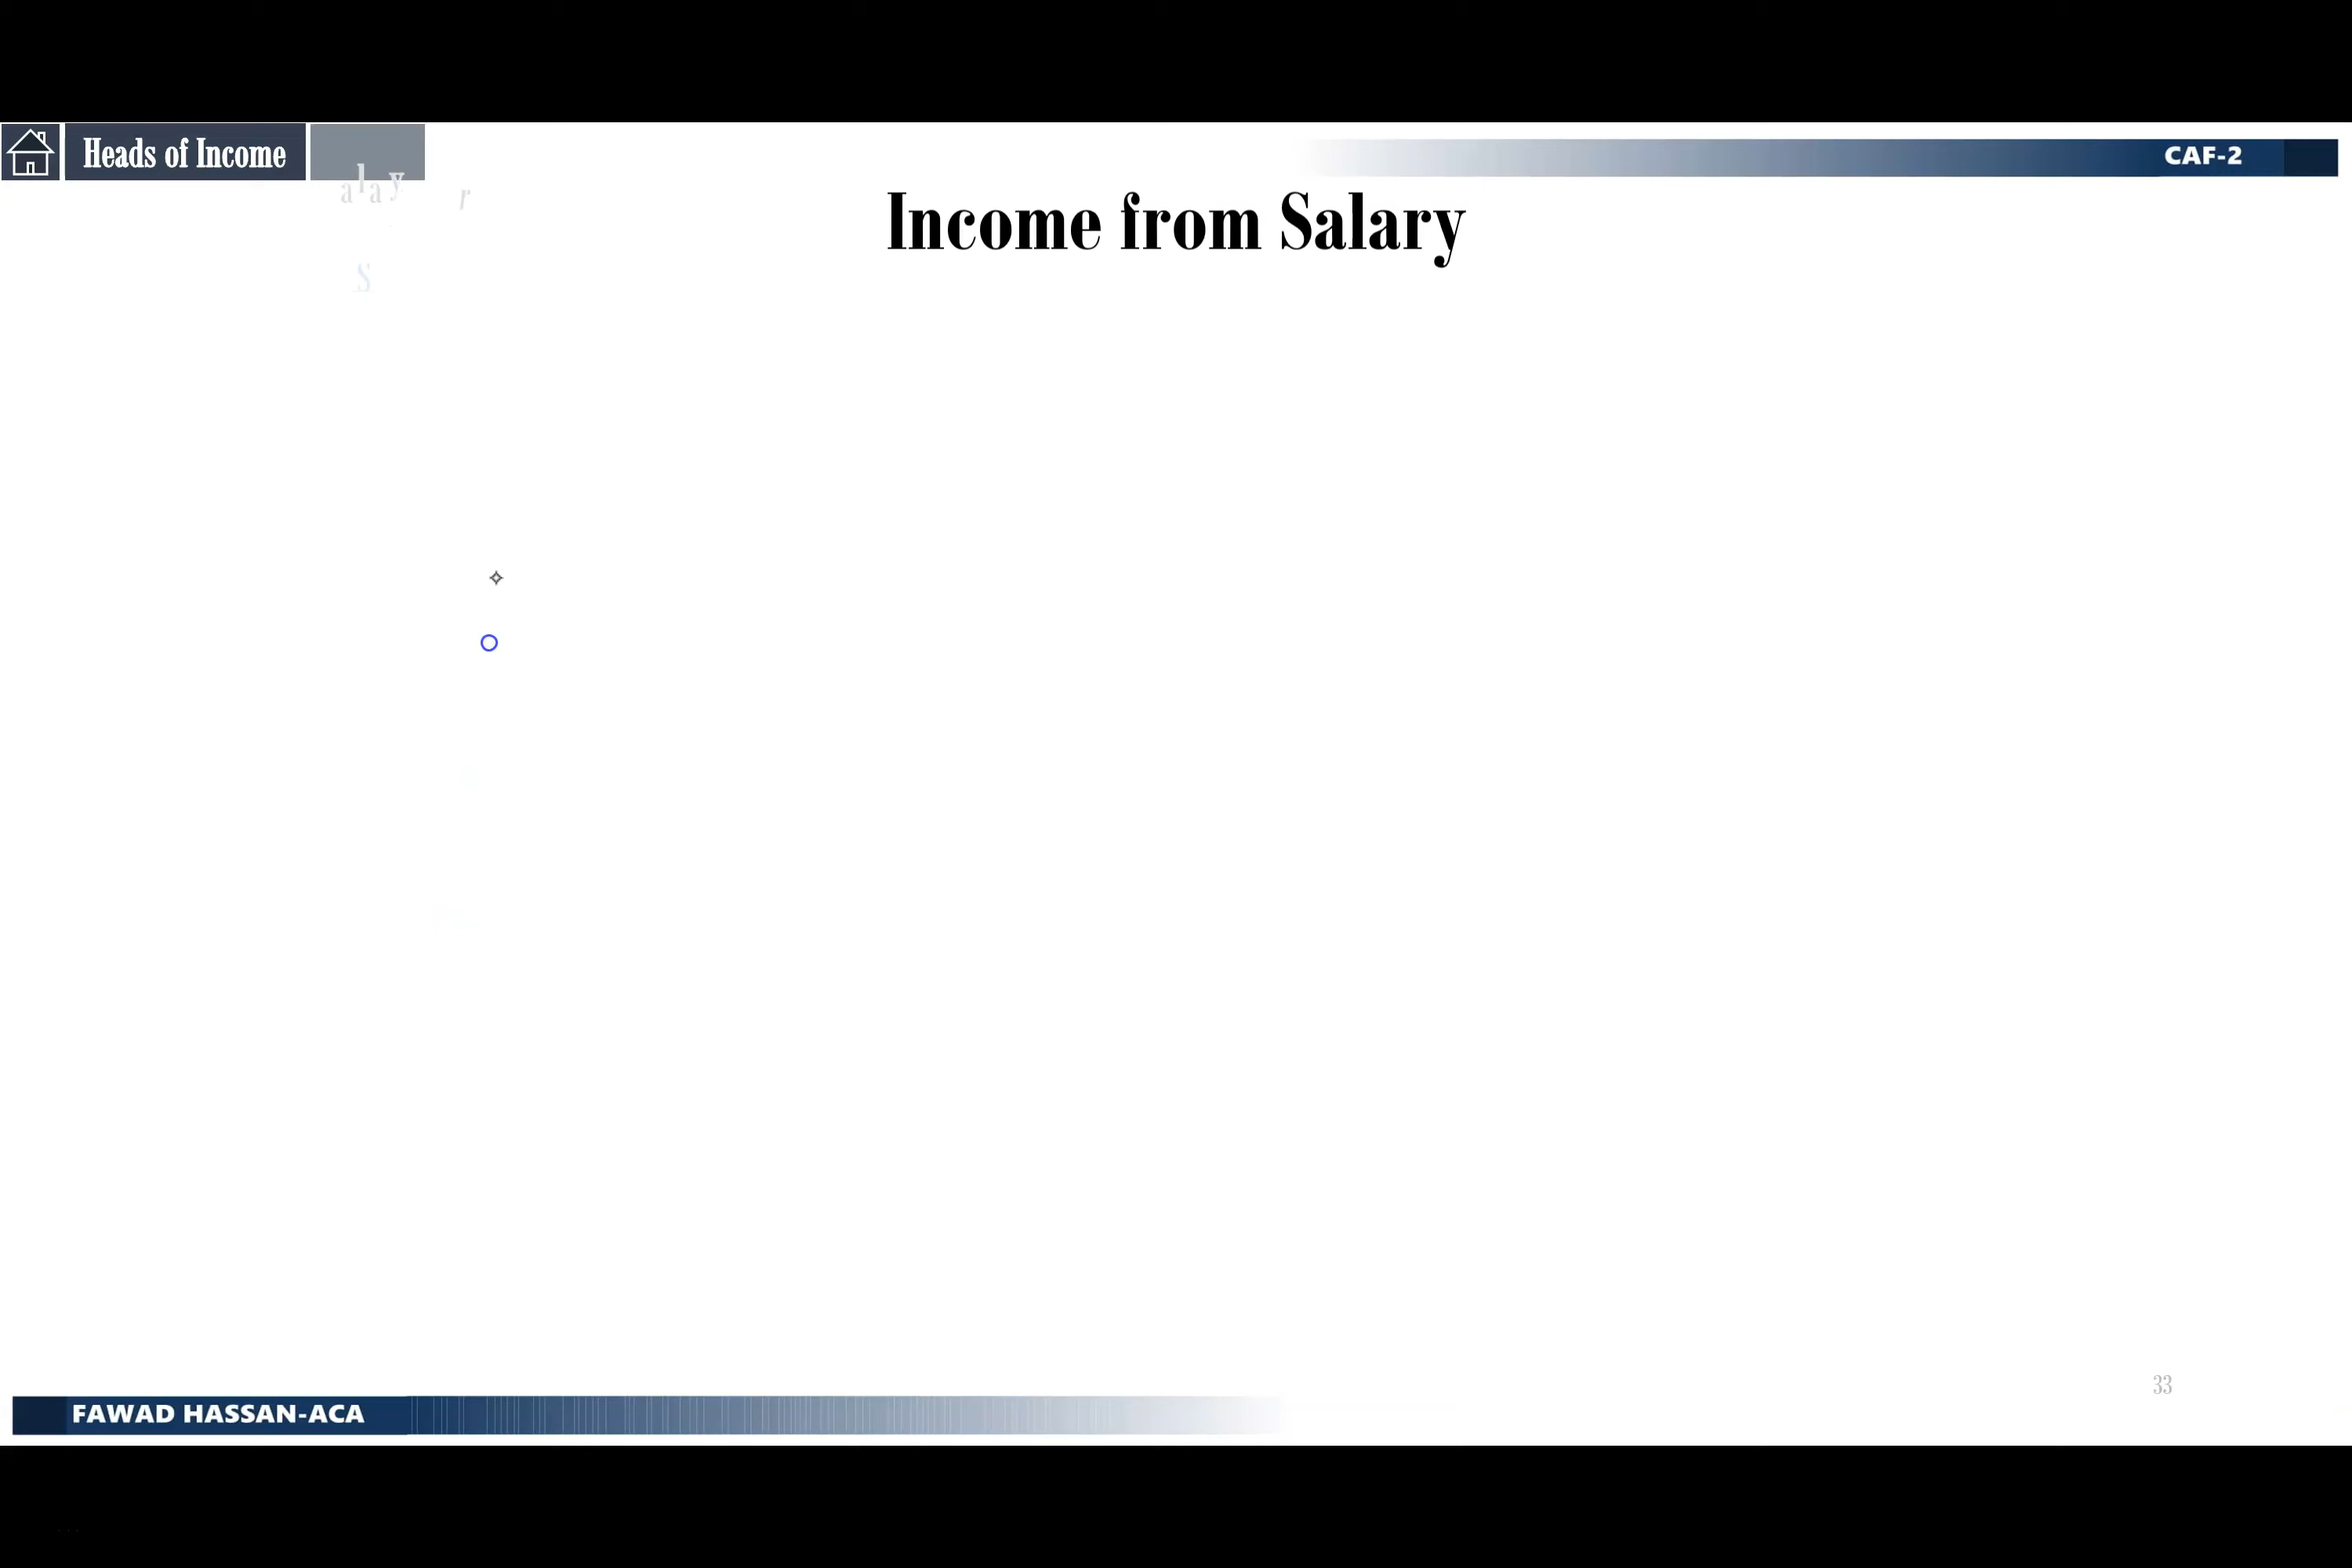 Heads of Income
CAF-2
a l a y r
S
Income from Salary
33
FAWAD HASSAN-ACA